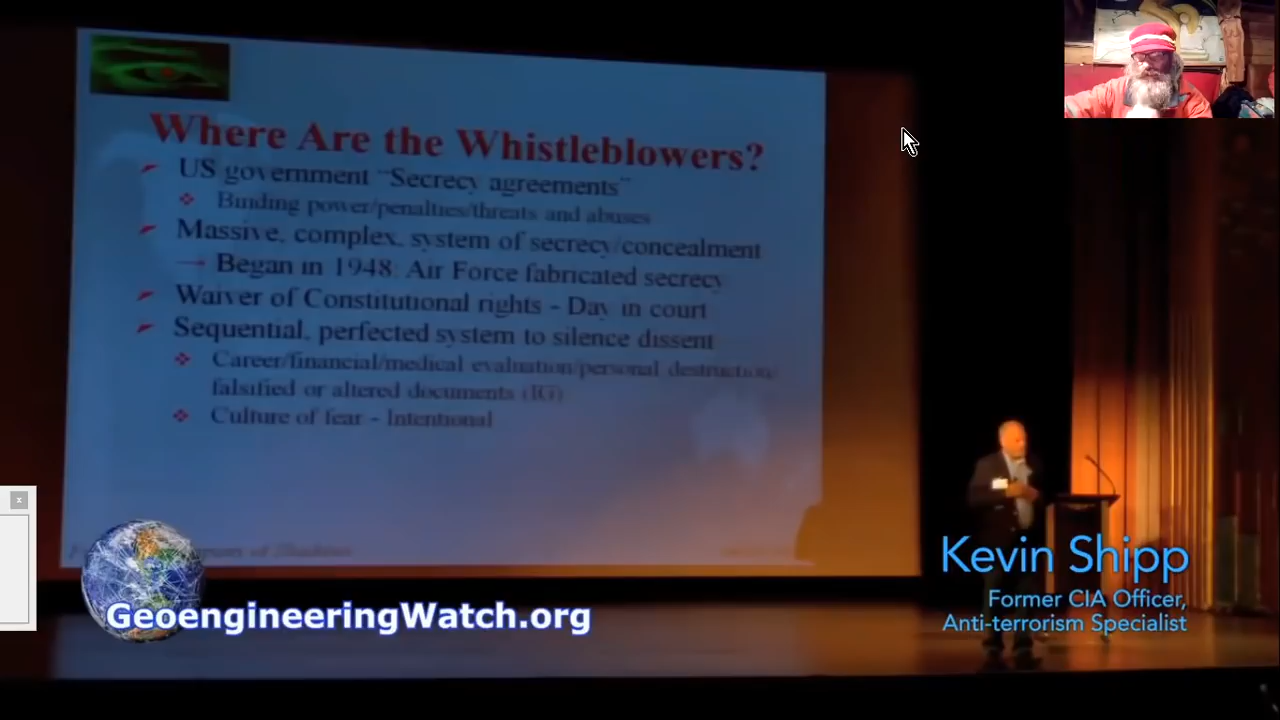 Where Are the Whistleblowers?
US government "Secrecy agreements"
Binding power/penalties/threats and abuses
Massive, complex, system of secrecy/concealment
Began in 1948: Air Force fabricated secrecy
Waiver of Constitutional rights - Day in court
Sequential, perfected system to silence dissent
Career/financial/medical evaluation/personal destruction/
falsified or altered documents (IG)
Culture of fear - Intentional
of Shadows
GeoengineeringWatch.org
Kevin Shipp
Former CIA Officer,
Anti-terrorism Specialist
x